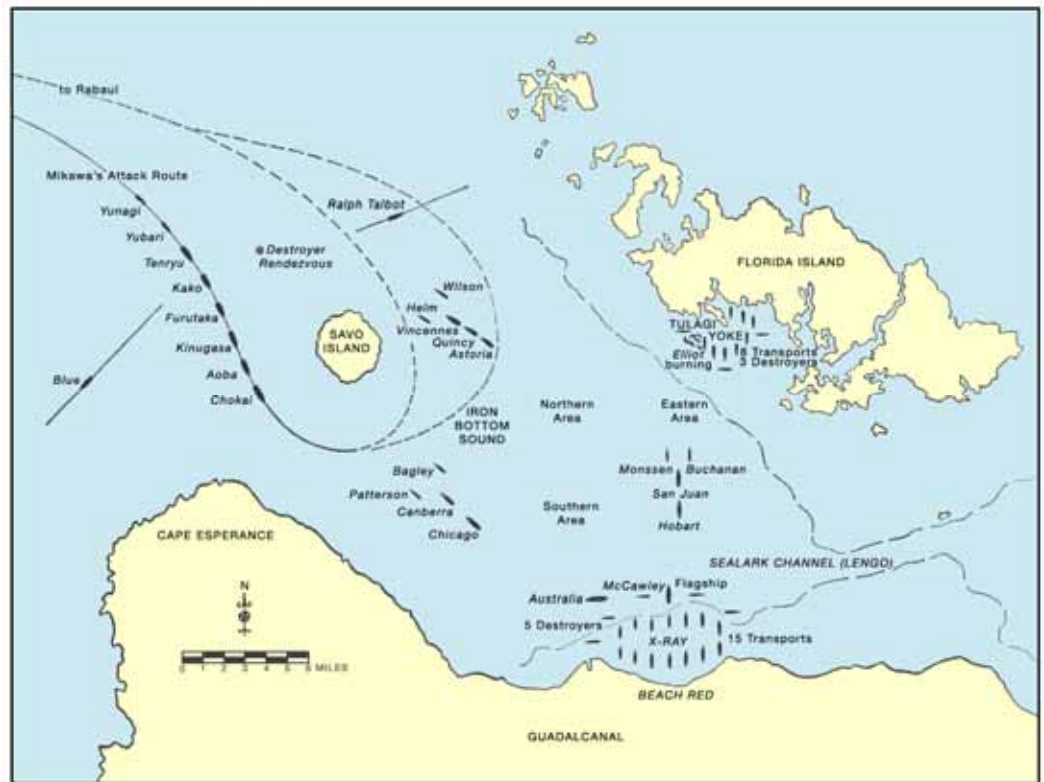 to Rabaul
Mikawa's Attack Route
Yunagi
Yubari
Tenryu
Kako
Furutaka
Kinugasa
Aoba
Chokai
Blue
Destroyer
Rendezvous
SAVO
ISLAND
Ralph Talbot
Wilson
Helm
Vincennes
Quincy
Astoria
IRON
BOTTOM
SOUND
Bagley
Patterson
Canberra
Chicago
Northern
Area
Eastern
Area
Southern
Area
FLORIDA ISLAND
TULAGI
YOKE
Elliot
burning
8 Transports
3 Destroyers
Monssen
Buchanan
San Juan
Hobart
SEALARK CHANNEL (LENGO)
McCawley
Flagship
Australia
5 Destroyers
X-RAY
15 Transports
BEACH RED
CAPE ESPERANCE
N
0 1 2 3 4 5 6 MILES
GUADALCANAL